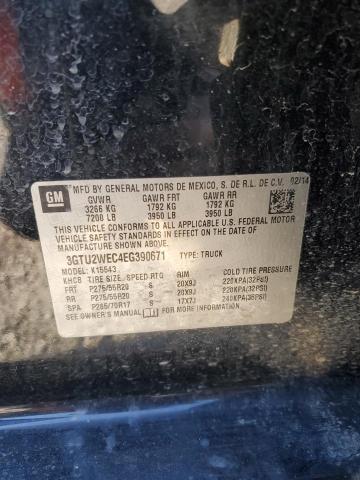 GM
MFD BY GENERAL MOTORS DE MEXICO, S. DE R.L. DE C.V. 02/14
GVWR GAWR FRT GAWR RR
3266 KG 1792 KG 1792 KG
7200 LB 3950 LB 3950 LB
THIS VEHICLE CONFORMS TO ALL APPLICABLE U.S. FEDERAL MOTOR
VEHICLE SAFETY STANDARDS IN EFFECT ON THE DATE OF
MANUFACTURE SHOWN ABOVE.
3GTU2WEC4EG390671 TYPE: TRUCK
MODEL: K15543
KHCB TIRE SIZE SPEED RTG RIM COLD TIRE PRESSURE
FRT P275/55R20 S 20X9J 220KPA(32PSI)
RR P275/55R20 S 20X9J 220KPA(32PSI)
SPA P265/70R17 S 17X7J 240KPA(35PSI)
SEE OWNER'S MANUAL FOR ADDITIONAL INFORMATION.